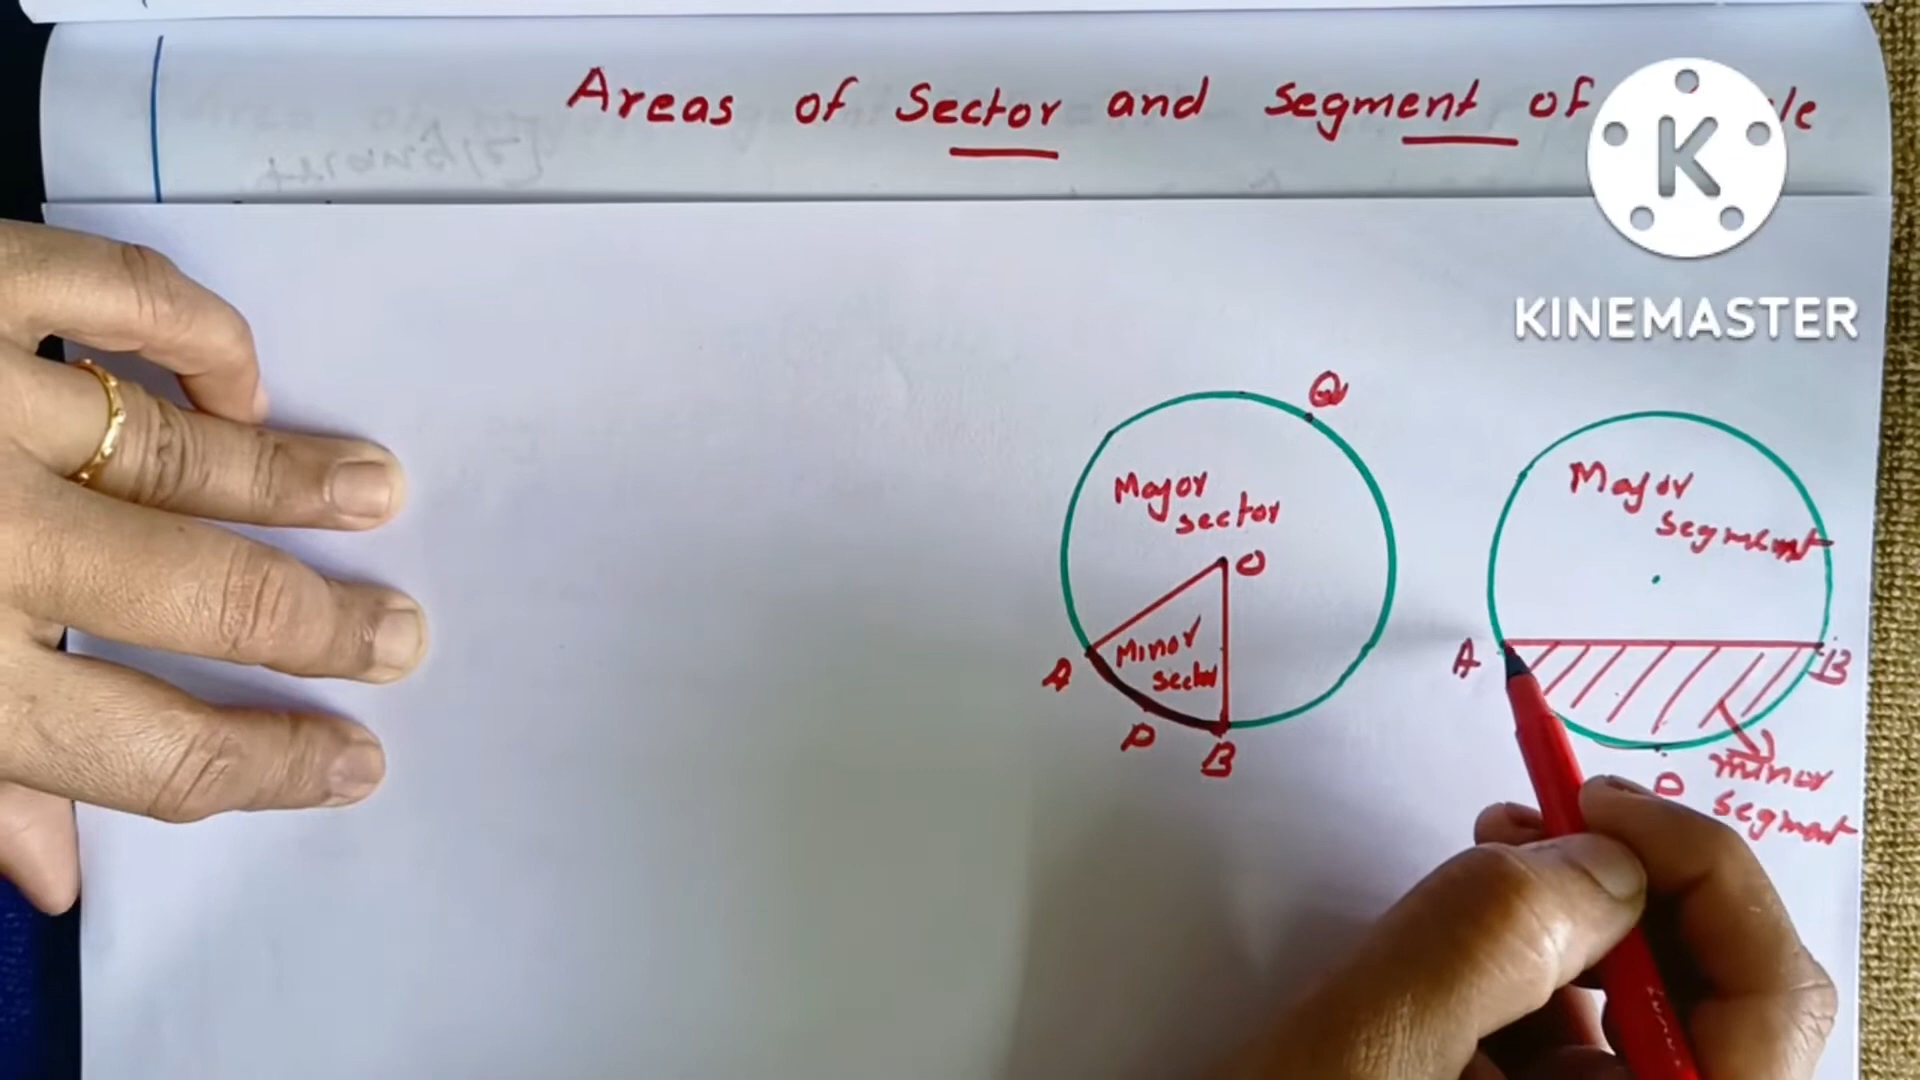 Areas of Sector and segment of
K
KINEMASTER
Q
Major
sector
O
Minor
sector
A
P
B
Major
segment
A
B
P
minor
segment